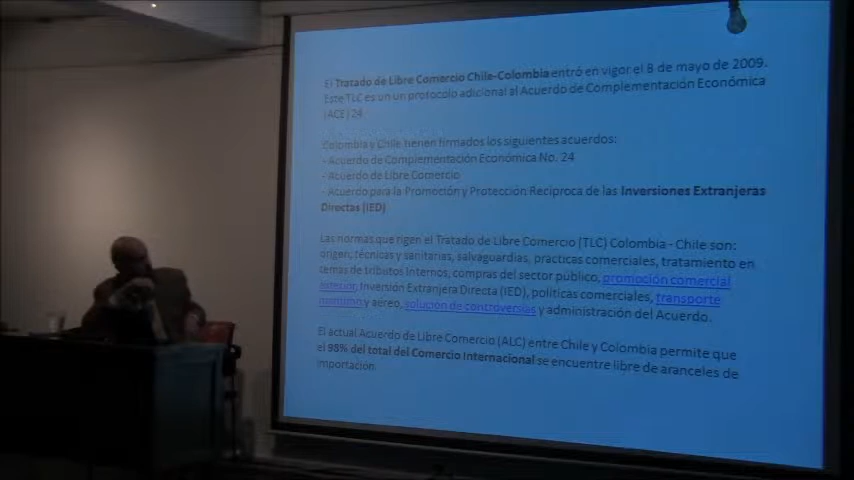 El Tratado de Libre Comercio Chile-Colombia entró en vigor el 8 de mayo de 2009.
Este TLC es un un protocolo adicional al Acuerdo de Complementación Económica
(ACE) 24
Colombia y Chile tienen firmados los siguientes acuerdos:
- Acuerdo de Complementación Económica No. 24
- Acuerdo de Libre Comercio
- Acuerdo para la Promoción y Protección Recíproca de las Inversiones Extranjeras
Directas (IED)
Las normas que rigen el Tratado de Libre Comercio (TLC) Colombia - Chile son:
origen, técnicas y sanitarias, salvaguardias, prácticas comerciales, tratamiento en
temas de tributos internos, compras del sector público, promoción comercial
exterior, Inversión Extranjera Directa (IED), políticas comerciales, transporte
marítimo y aéreo, solución de controversias y administración del Acuerdo.
El actual Acuerdo de Libre Comercio (ALC) entre Chile y Colombia permite que
el 98% del total del Comercio Internacional se encuentre libre de aranceles de
importación.